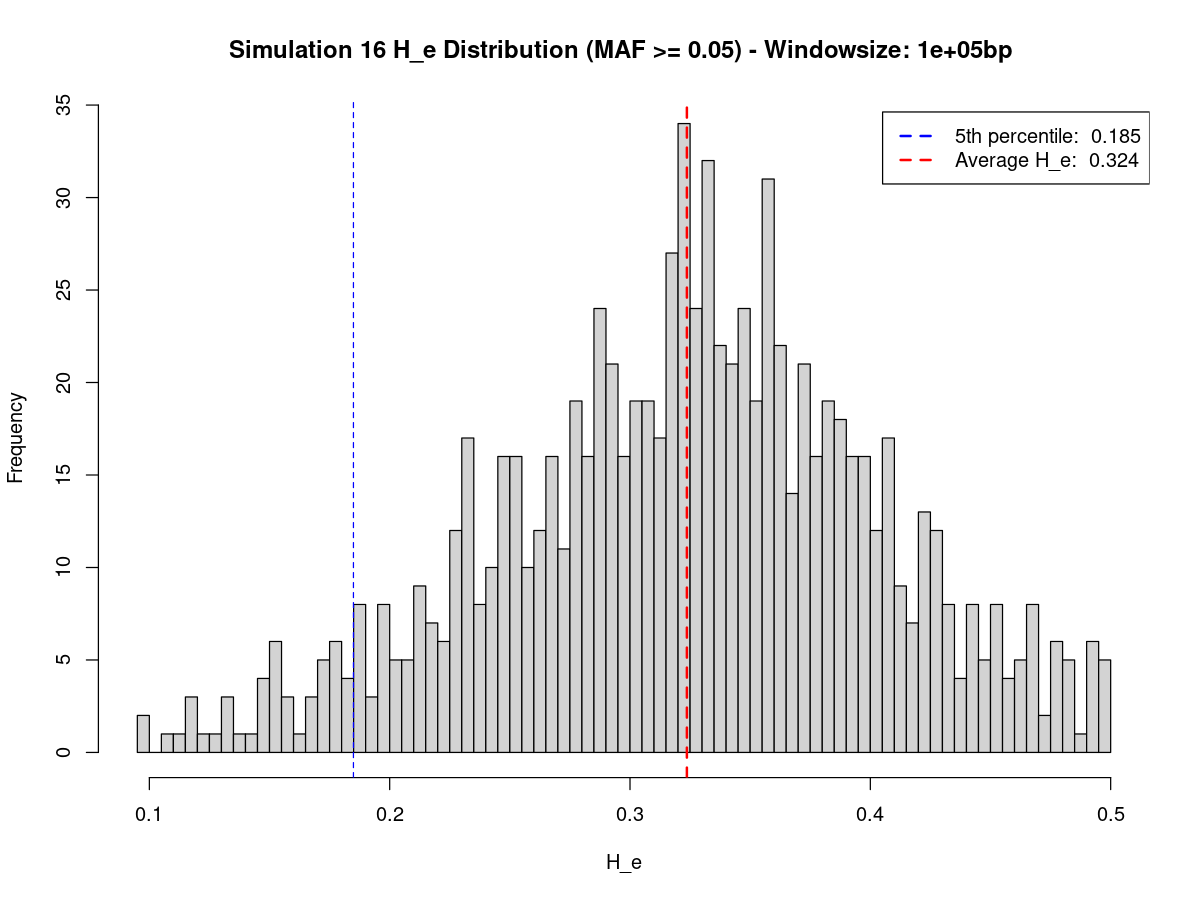 Simulation 16 H_e Distribution (MAF >= 0.05) - Windowsize: 1e+05bp
5th percentile: 0.185
Average H_e: 0.324
Frequency
35
30
25
20
15
10
5
0
0.1 0.2 0.3 0.4 0.5
H_e